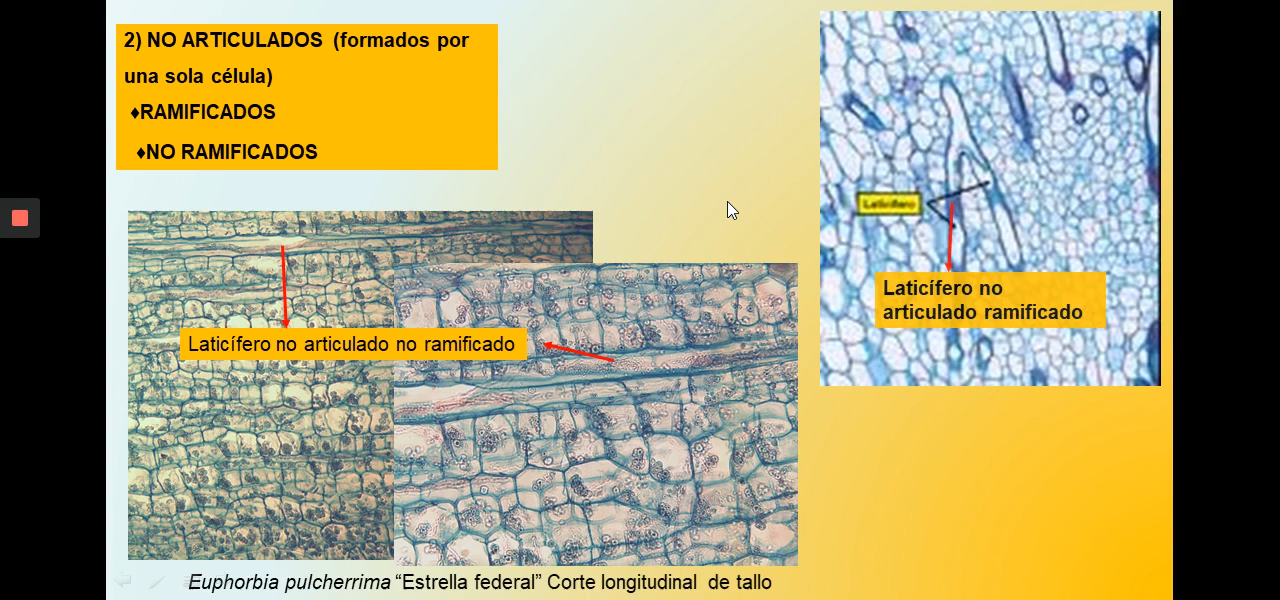 2) NO ARTICULADOS (formados por
una sola célula)
♦RAMIFICADOS
♦NO RAMIFICADOS
Laticífero
Laticífero no
articulado ramificado
Laticífero no articulado no ramificado
Euphorbia pulcherrima “Estrella federal” Corte longitudinal de tallo